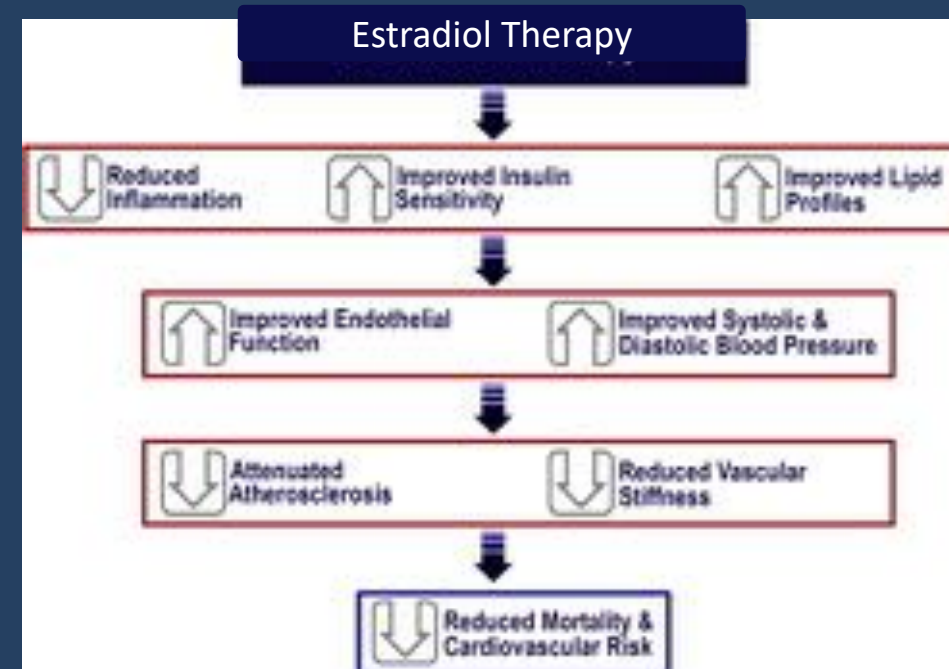 Estradiol Therapy
Reduced
Inflammation
Improved Insulin
Sensitivity
Improved Lipid
Profiles
Improved Endothelial
Function
Improved Systolic &
Diastolic Blood Pressure
Attenuated
Atherosclerosis
Reduced Vascular
Stiffness
Reduced Mortality &
Cardiovascular Risk